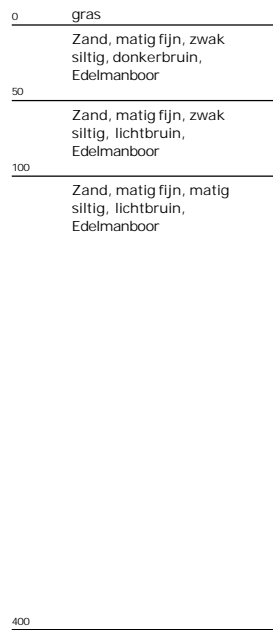 0 gras
Zand, matig fijn, zwak
siltig, donkerbruin,
Edelmanboor
50
Zand, matig fijn, zwak
siltig, lichtbruin,
Edelmanboor
100
Zand, matig fijn, matig
siltig, lichtbruin,
Edelmanboor
400